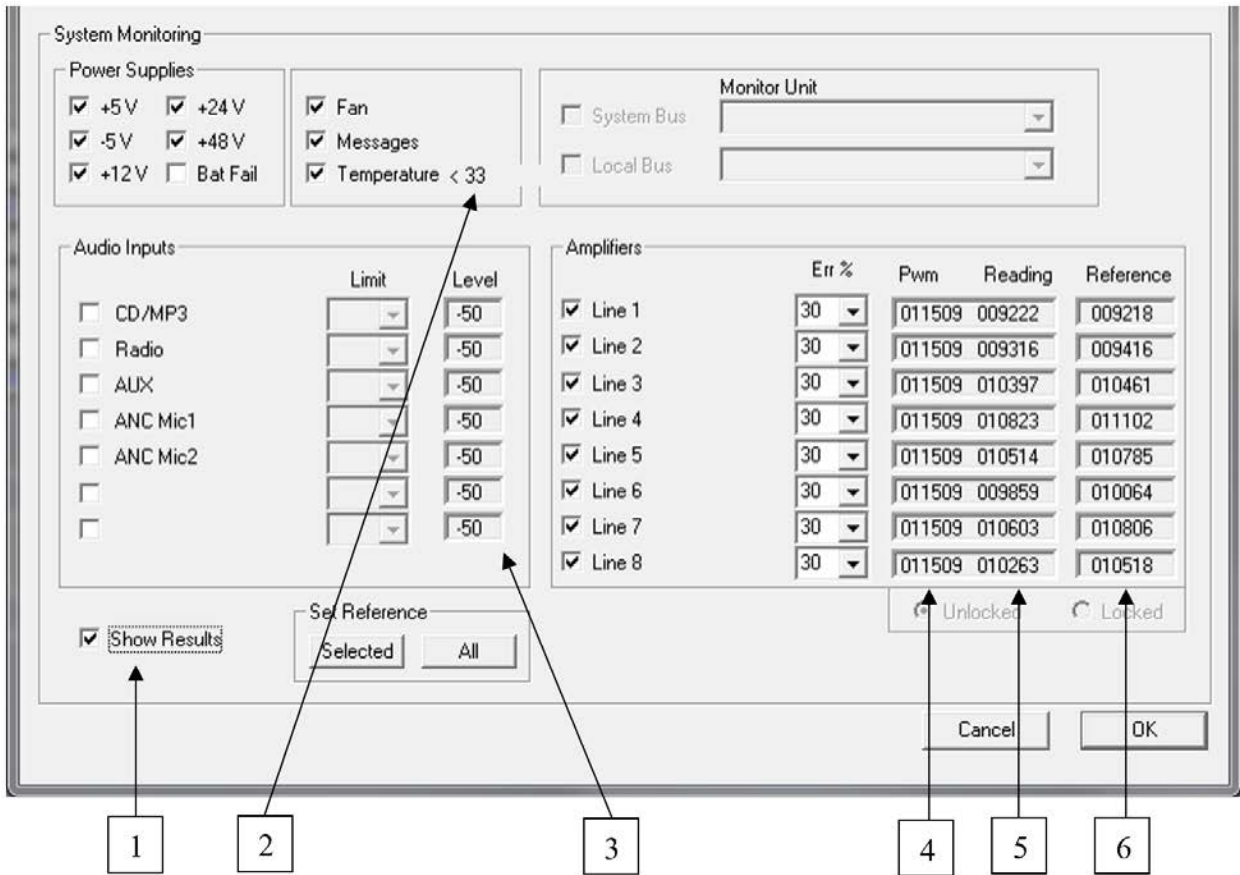 System Monitoring
Power Supplies
+5 V +24 V
-5 V +48 V
+12 V Bat Fail
Fan
Messages
Temperature < 33
Monitor Unit
System Bus
Local Bus
Audio Inputs
Limit Level
CD/MP3 -50
Radio -50
AUX -50
ANC Mic1 -50
ANC Mic2 -50
-50
-50
Amplifiers
Err % Pwm Reading Reference
Line 1 30 011509 009222 009218
Line 2 30 011509 009316 009416
Line 3 30 011509 010397 010461
Line 4 30 011509 010823 011102
Line 5 30 011509 010514 010785
Line 6 30 011509 009859 010064
Line 7 30 011509 010603 010806
Line 8 30 011509 010263 010518
Unlocked Locked
Show Results
Set Reference
Selected All
Cancel OK
1 2 3 4 5 6